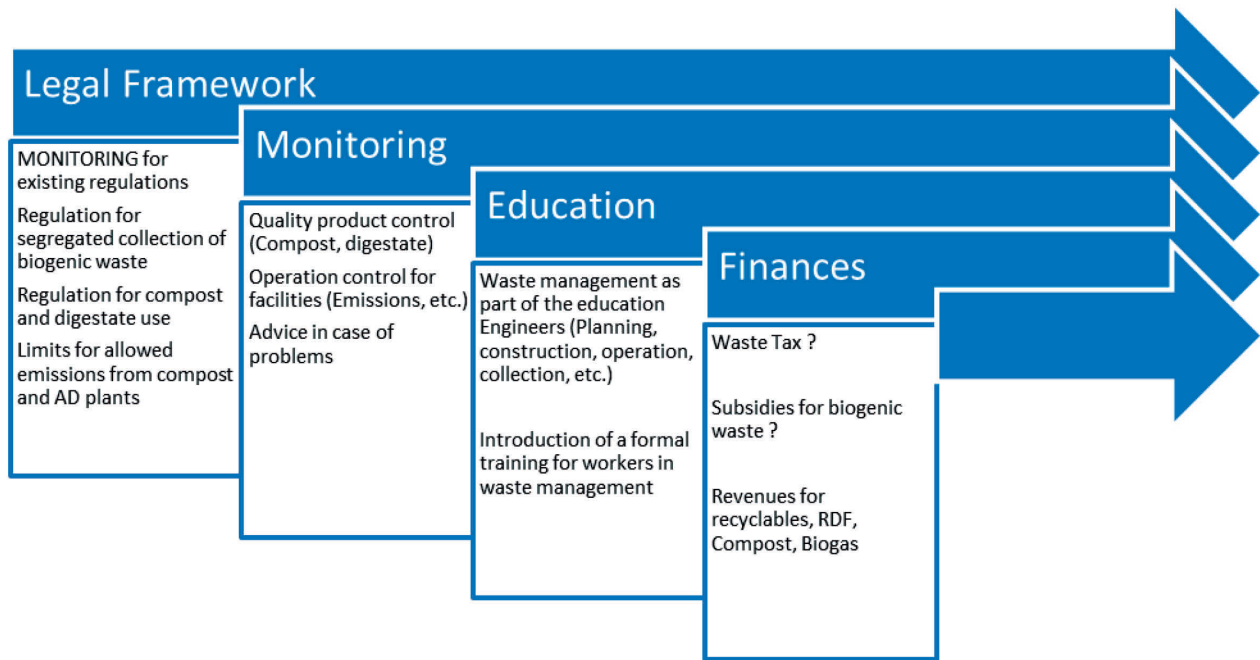 Legal Framework
MONITORING for
existing regulations
Regulation for
segregated collection of
biogenic waste
Regulation for compost
and digestate use
Limits for allowed
emissions from compost
and AD plants
Monitoring
Quality product control
(Compost, digestate)
Operation control for
facilities (Emissions, etc.)
Advice in case of
problems
Education
Waste management as
part of the education
Engineers (Planning,
construction, operation,
collection, etc.)
Introduction of a formal
training for workers in
waste management
Finances
Waste Tax ?
Subsidies for biogenic
waste ?
Revenues for
recyclables, RDF,
Compost, Biogas